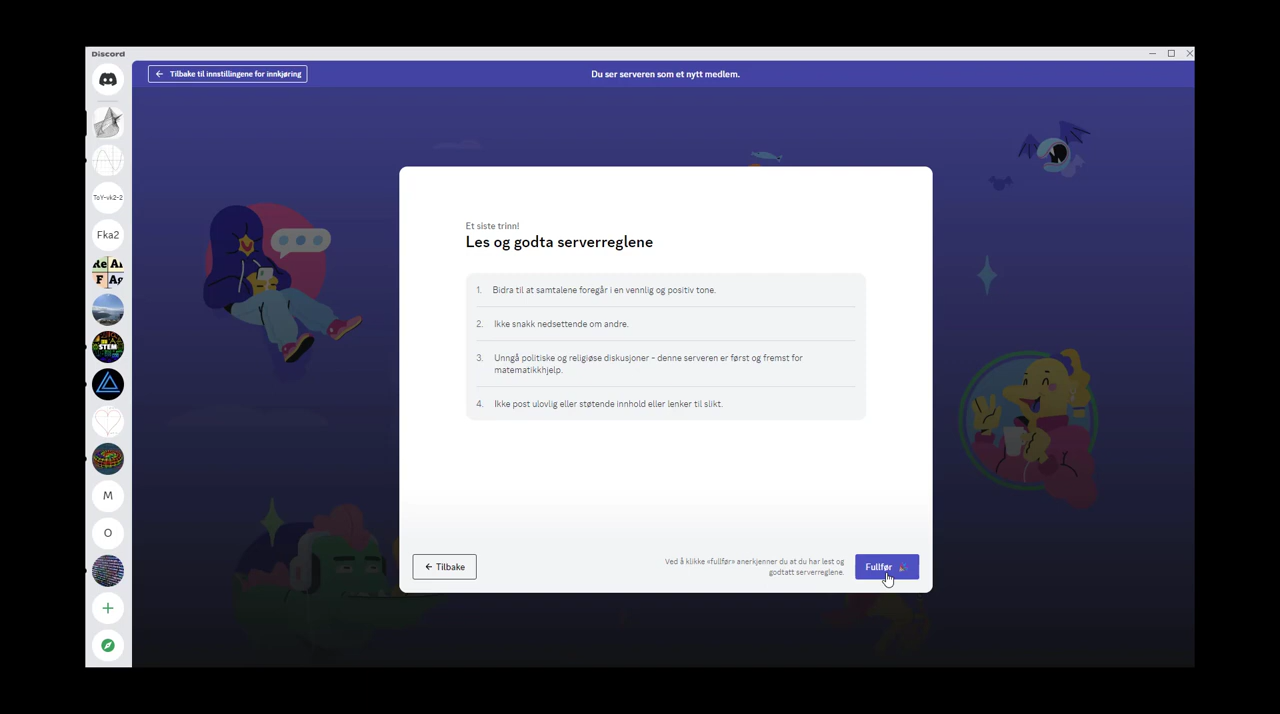 Discord
← Tilbake til innstillingene for innkjøring
Du ser serveren som et nytt medlem.
ToY-vk2-2
Fka2
STEM
M
O
Et siste trinn!
Les og godta serverreglene
1. Bidra til at samtalene foregår i en vennlig og positiv tone.
2. Ikke snakk nedsettende om andre.
3. Unngå politiske og religiøse diskusjoner - denne serveren er først og fremst for
matematikkhjelp.
4. Ikke post ulovlig eller støtende innhold eller lenker til slikt.
← Tilbake
Ved å klikke «fullfør» anerkjenner du at du har lest og
godtatt serverreglene.
Fullfør